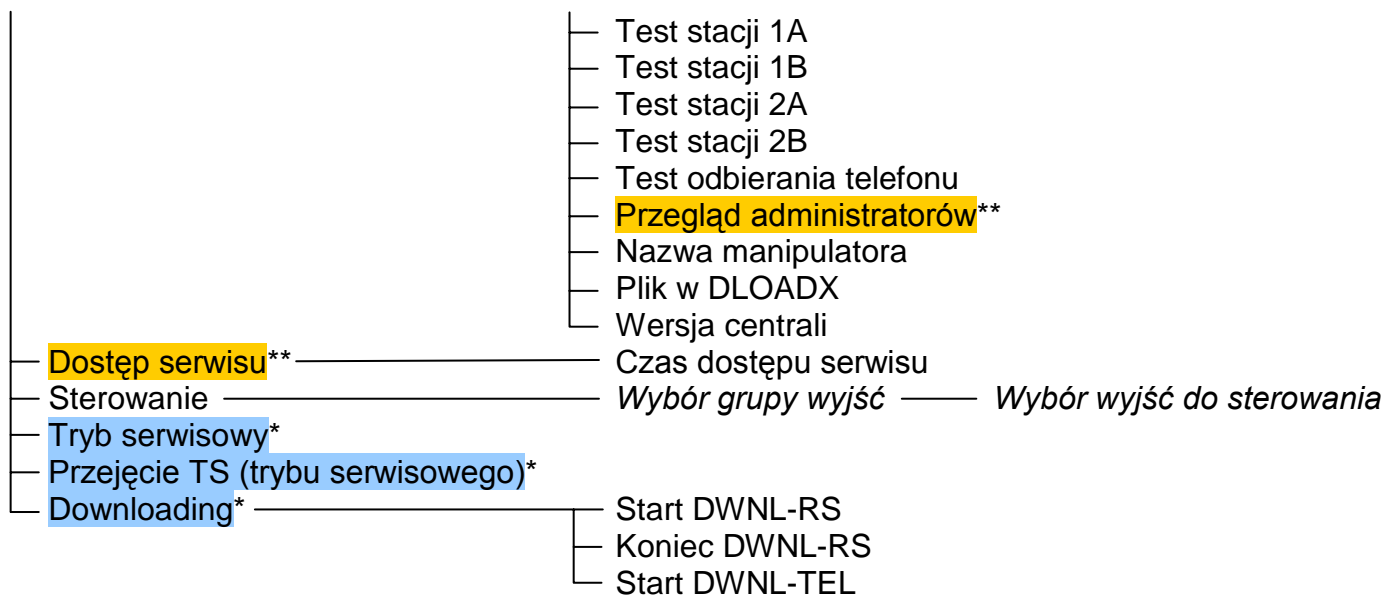 Test stacji 1A
Test stacji 1B
Test stacji 2A
Test stacji 2B
Test odbierania telefonu
Przegląd administratorów**
Nazwa manipulatora
Plik w DLOADX
Wersja centrali
Dostęp serwisu** Czas dostępu serwisu
Sterowanie Wybór grupy wyjść Wybór wyjść do sterowania
Tryb serwisowy*
Przejęcie TS (trybu serwisowego)*
Downloading* Start DWNL-RS
Koniec DWNL-RS
Start DWNL-TEL